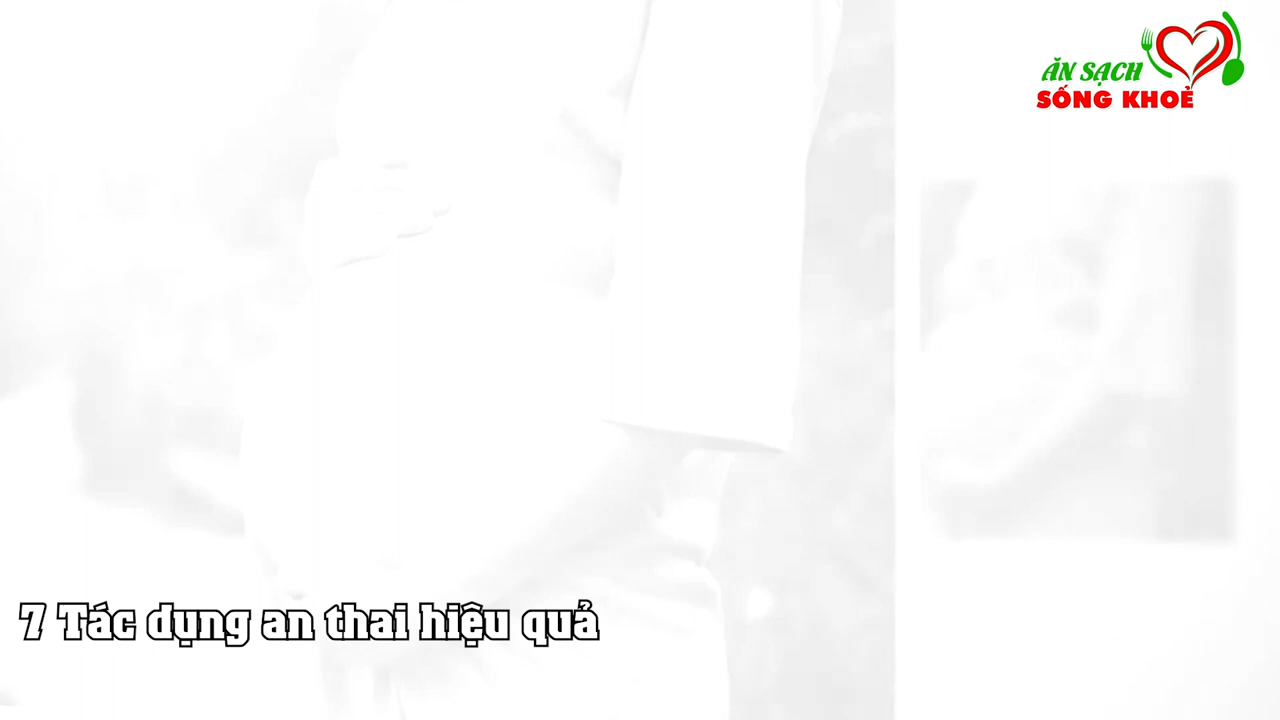 ĂN SẠCH
SỐNG KHOẺ
7 Tác dụng an thai hiệu quả